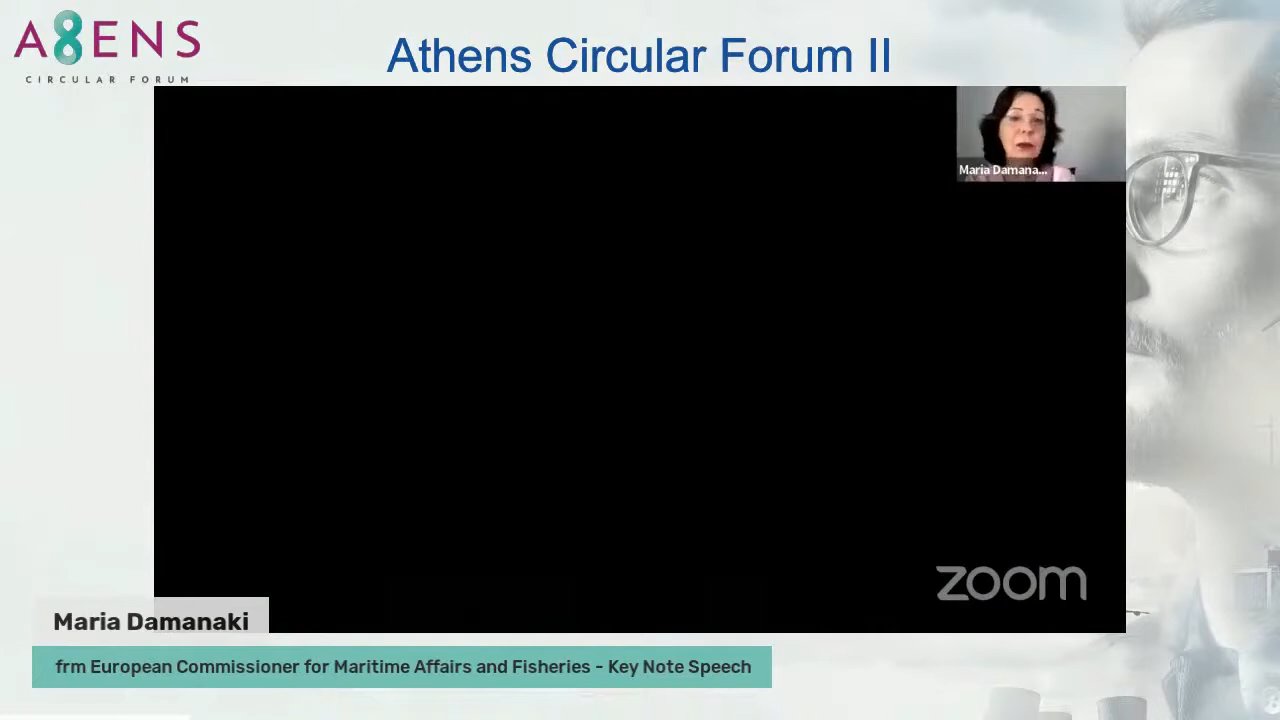 A8ENS
CIRCULAR FORUM
Athens Circular Forum II
Maria Damana...
zoom
Maria Damanaki
frm European Commissioner for Maritime Affairs and Fisheries - Key Note Speech